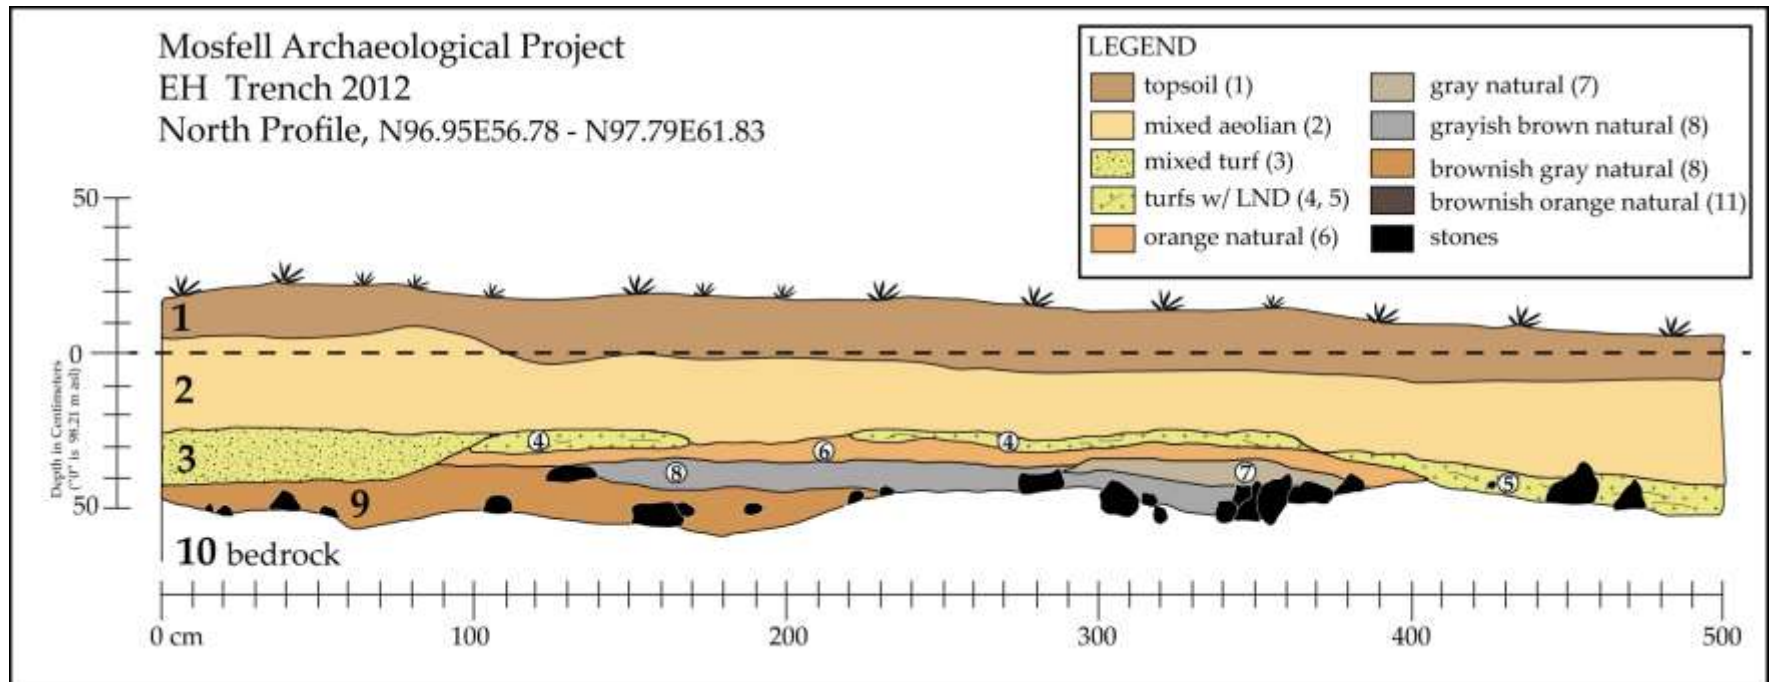 Mosfell Archaeological Project
EH Trench 2012
North Profile, N96.95E56.78 - N97.79E61.83
LEGEND
topsoil (1)
mixed aeolian (2)
mixed turf (3)
turfs w/ LND (4, 5)
orange natural (6)
gray natural (7)
grayish brown natural (8)
brownish gray natural (8)
brownish orange natural (11)
stones
50
0
50
Depth in Centimeters
("0" is 98.21 m asl)
1
2
3
4
4
6
8
7
5
9
10 bedrock
0 cm
100
200
300
400
500